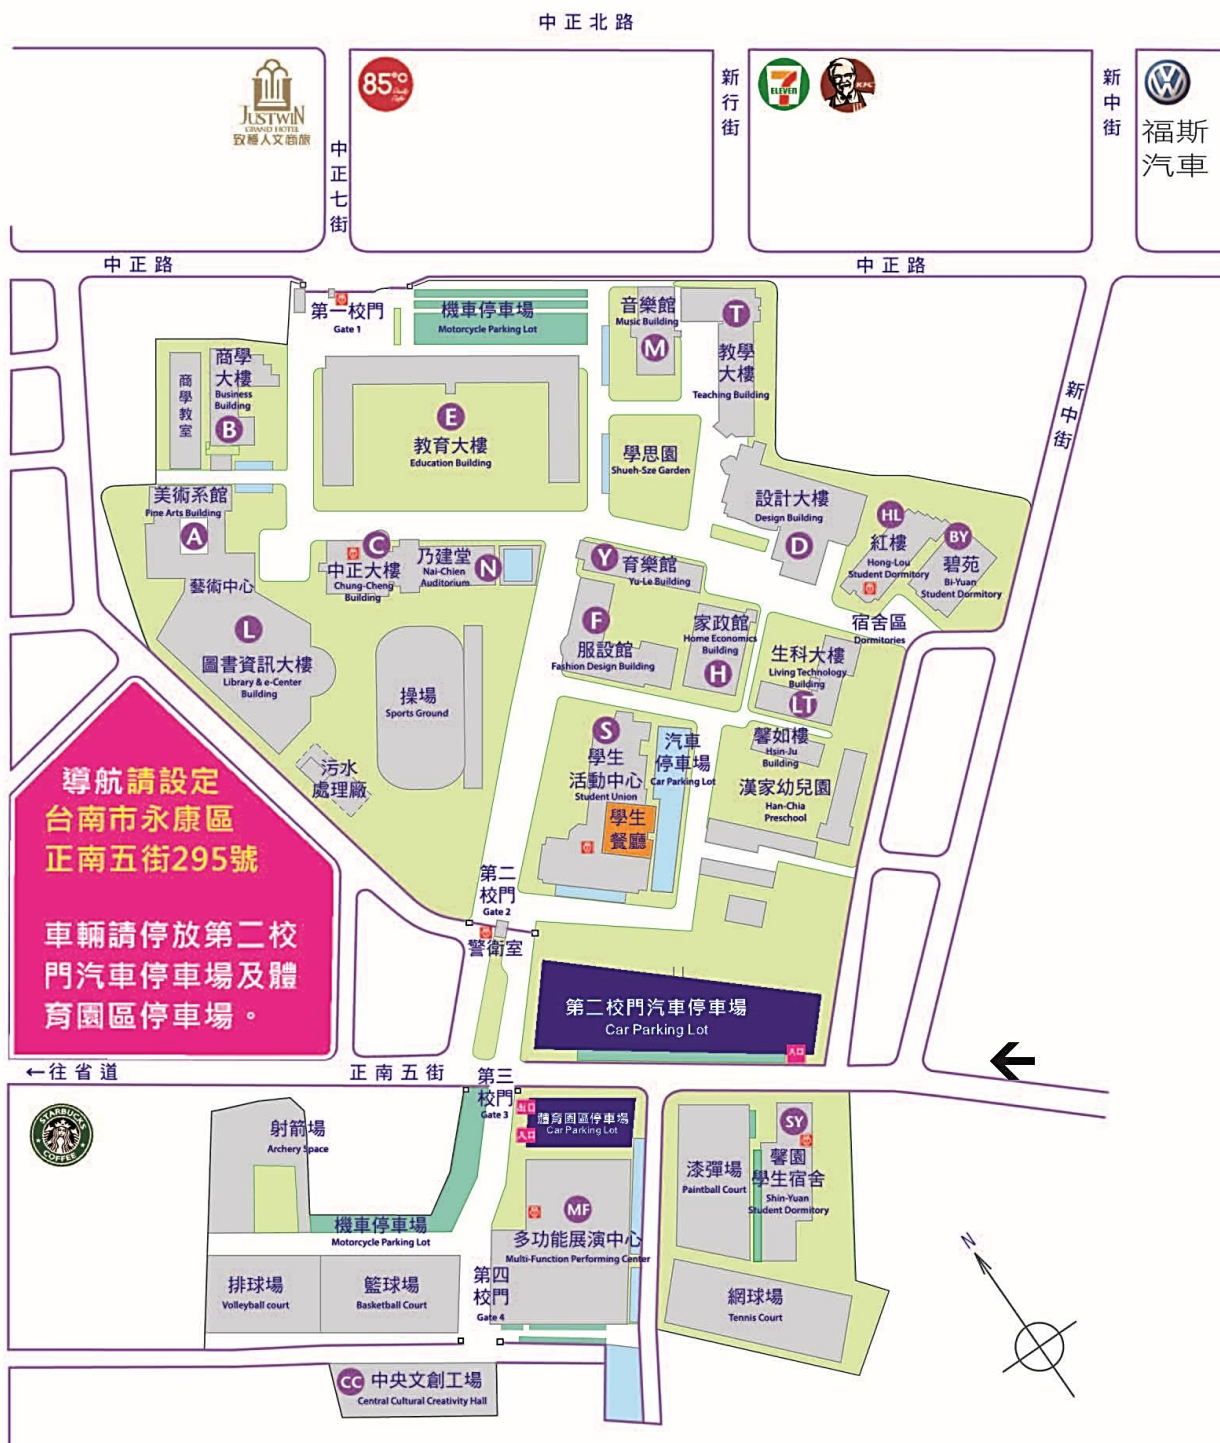 中正北路
JUSTWIN
GRAND HOTEL
致穩人文商旅
85°C
中正七街
新行街
7
ELEVEN
KFC
新中街
福斯
汽車
中正路
中正路
第一校門
Gate 1
機車停車場
Motorcycle Parking Lot
音樂館
Music Building
M
T
教學
大樓
Teaching Building
新中街
商學教室
商學
大樓
Business
Building
B
E
教育大樓
Education Building
學思園
Shueh-Sze Garden
美術系館
Fine Arts Building
A
藝術中心
設計大樓
Design Building
D
HL
紅樓
Hong-Lou
Student Dormitory
BY
碧苑
Bi-Yuan
Student Dormitory
宿舍區
Dormitories
C
中正大樓
Chung-Cheng
Building
乃建堂
Nai-Chien
Auditorium
N
Y
育樂館
Yu-Le Building
F
服設館
Fashion Design Building
家政館
Home Economics
Building
H
生科大樓
Living Technology
Building
LT
L
圖書資訊大樓
Library & e-Center
Building
操場
Sports Ground
污水
處理廠
S
學生
活動中心
Student Union
學生
餐廳
汽車
停車場
Car Parking Lot
馨如樓
Hsin-Ju
Building
漢家幼兒園
Han-Chia
Preschool
導航請設定
台南市永康區
正南五街295號
車輛請停放第二校
門汽車停車場及體
育園區停車場。
第二
校門
Gate 2
警衛室
第二校門汽車停車場
Car Parking Lot
入口
←往省道
正南五街
第三
校門
Gate 3
出口
入口
體育園區停車場
Car Parking Lot
STARBUCKS
COFFEE
射箭場
Archery Space
機車停車場
Motorcycle Parking Lot
MF
多功能展演中心
Multi-Function Performing Center
漆彈場
Paintball Court
SY
馨園
學生宿舍
Shin-Yuan
Student Dormitory
排球場
Volleyball court
籃球場
Basketball Court
第四
校門
Gate 4
網球場
Tennis Court
N
CC
中央文創工場
Central Cultural Creativity Hall